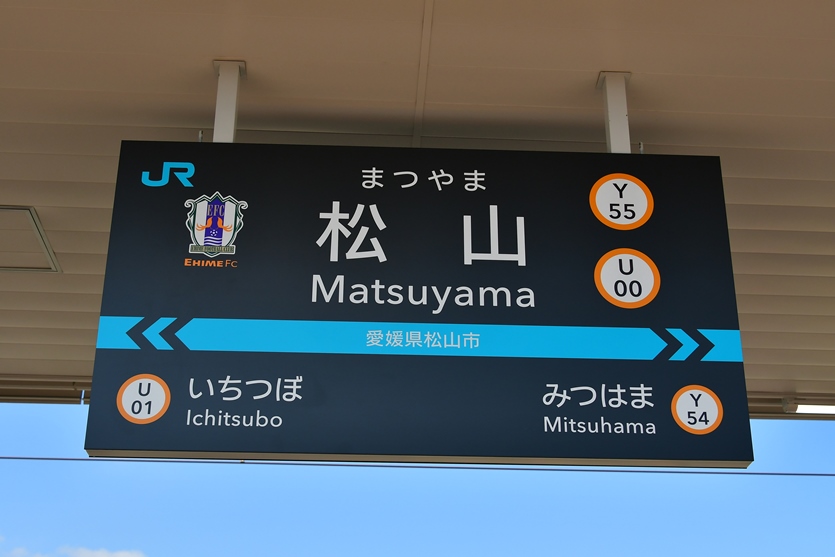 JR
まつやま
松山
Matsuyama
Y
55
U
00
EFC
EHIME FC
愛媛県松山市
U
01
いちつぼ
Ichitsubo
みつはま
Mitsuhama
Y
54